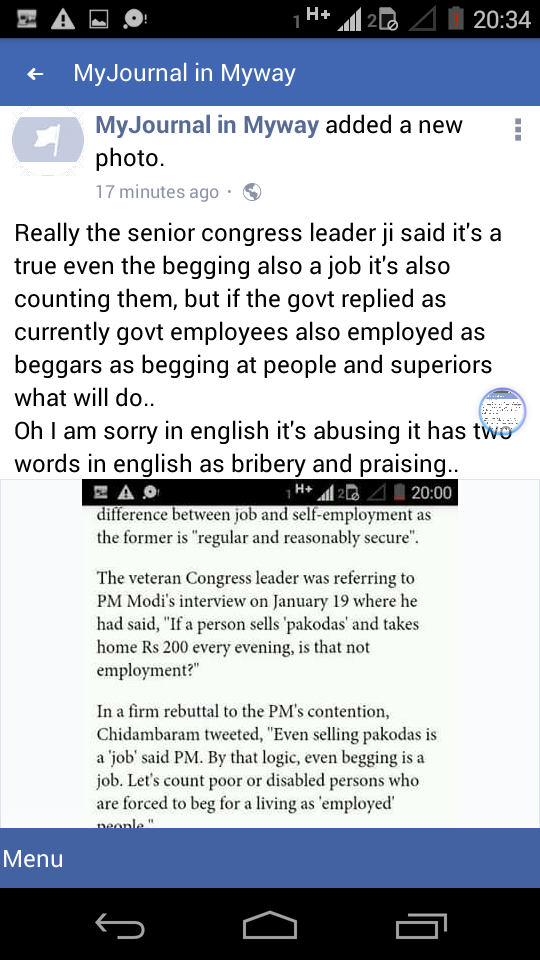 1 H+ 2 20:34
MyJournal in Myway
MyJournal in Myway added a new
photo.
17 minutes ago ·
Really the senior congress leader ji said it's a
true even the begging also a job it's also
counting them, but if the govt replied as
currently govt employees also employed as
beggars as begging at people and superiors
what will do..
Oh I am sorry in english it's abusing it has two
words in english as bribery and praising..
1 H+ 2 20:00
difference between job and self-employment as
the former is "regular and reasonably secure".
The veteran Congress leader was referring to
PM Modi's interview on January 19 where he
had said, "If a person sells 'pakodas' and takes
home Rs 200 every evening, is that not
employment?"
In a firm rebuttal to the PM's contention,
Chidambaram tweeted, "Even selling pakodas is
a 'job' said PM. By that logic, even begging is a
job. Let's count poor or disabled persons who
are forced to beg for a living as 'employed'
people."
Menu